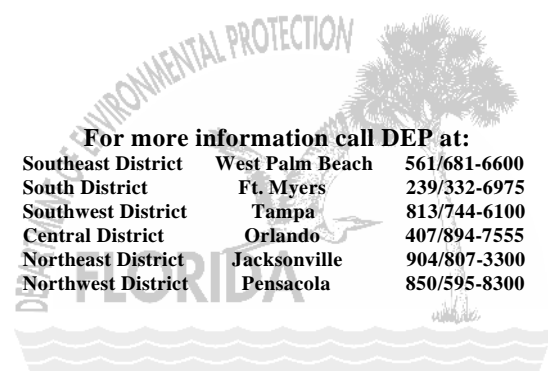 DEPARTMENT OF ENVIRONMENTAL PROTECTION
For more information call DEP at:
Southeast District West Palm Beach 561/681-6600
South District Ft. Myers 239/332-6975
Southwest District Tampa 813/744-6100
Central District Orlando 407/894-7555
Northeast District Jacksonville 904/807-3300
Northwest District Pensacola 850/595-8300
FLORIDA